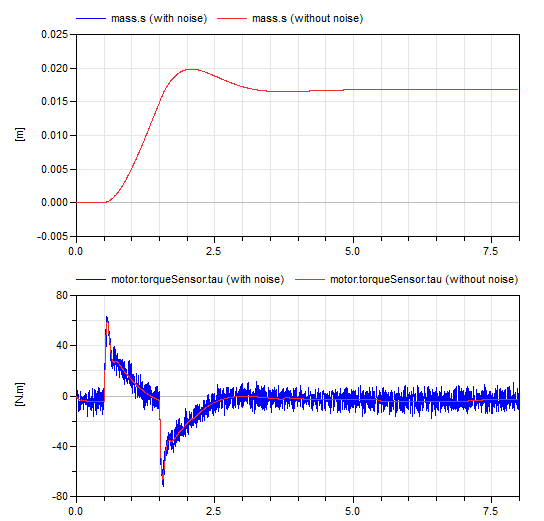 mass.s (with noise) mass.s (without noise)
0.025
0.020
0.015
[m]
0.010
0.005
0.000
-0.005
0.0 2.5 5.0 7.5
motor.torqueSensor.tau (with noise) motor.torqueSensor.tau (without noise)
80
40
[N.m]
0
-40
-80
0.0 2.5 5.0 7.5